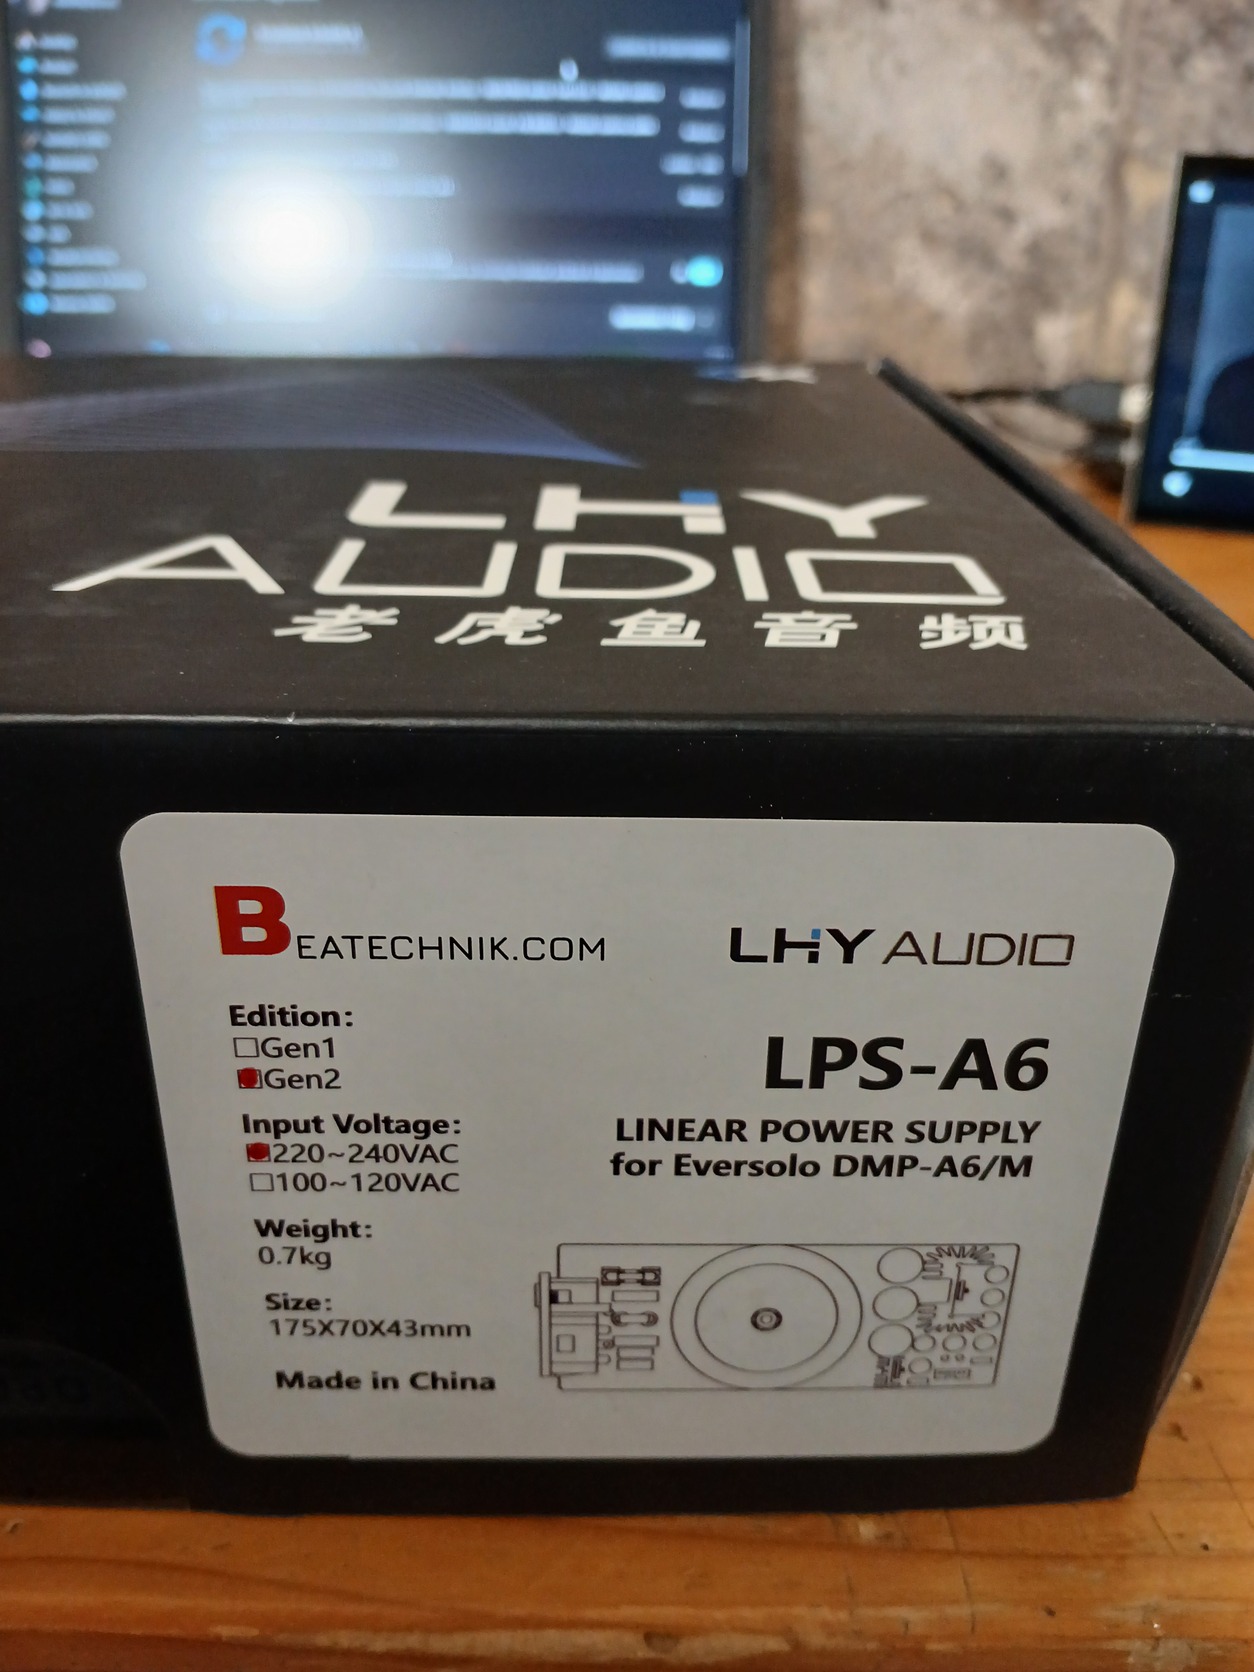 LHY
AUDIO
老虎鱼音频
BEATECHNIK.COM
LHY AUDIO
Edition:
Gen1
Gen2
Input Voltage:
220~240VAC
100~120VAC
Weight:
0.7kg
Size:
175X70X43mm
Made in China
LPS-A6
LINEAR POWER SUPPLY
for Eversolo DMP-A6/M